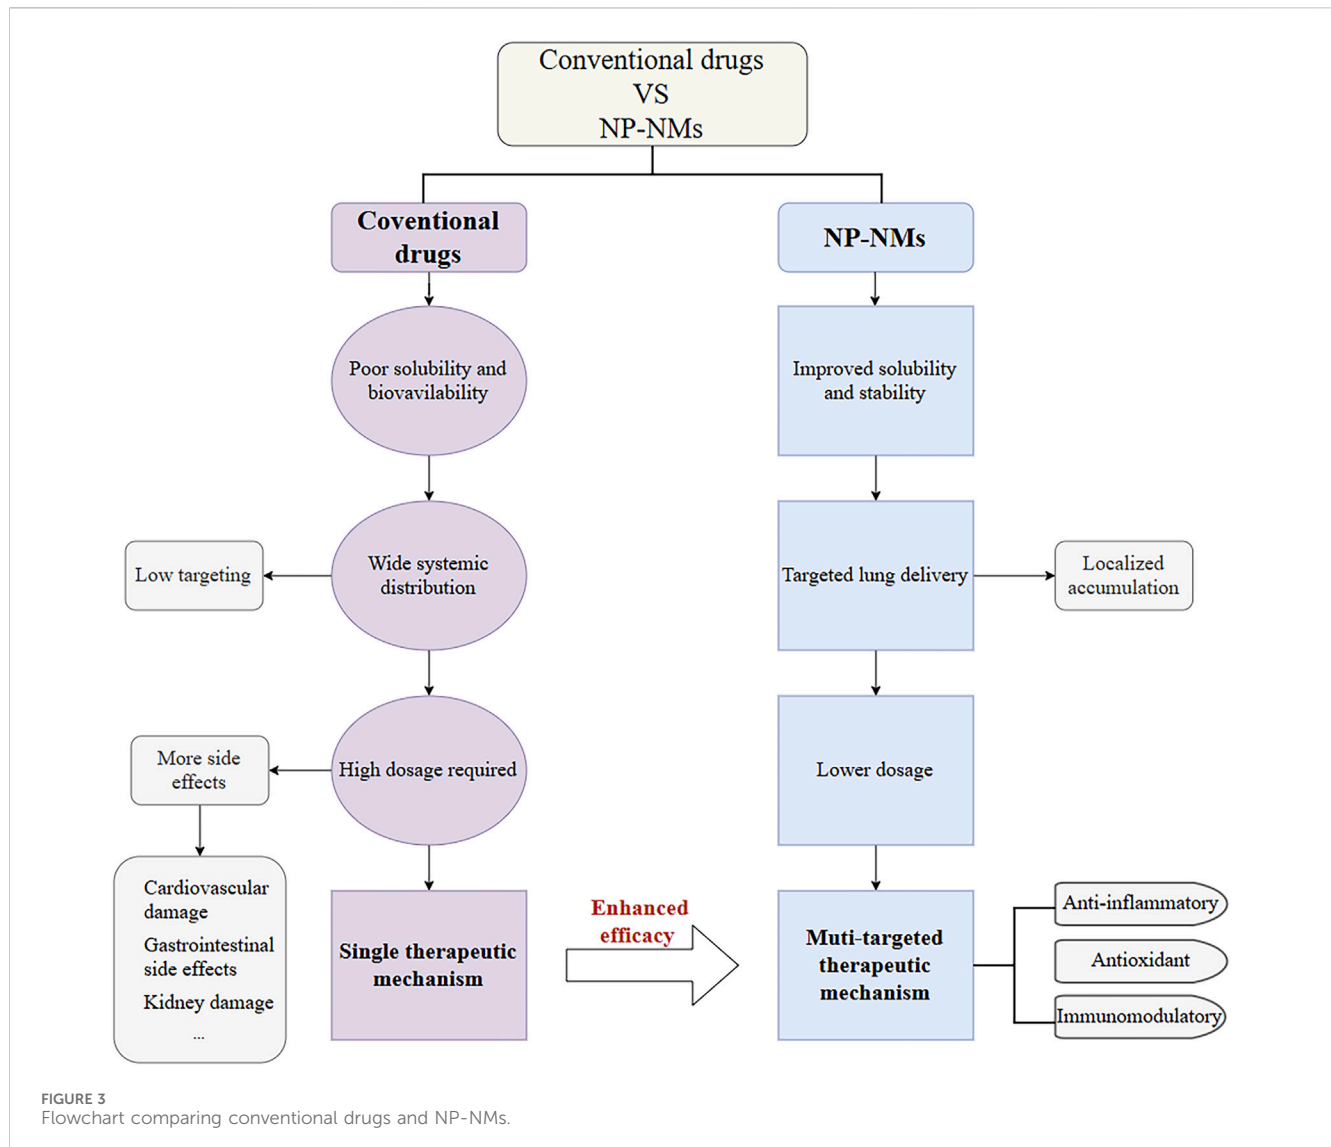 Conventional drugs
VS
NP-NMs
Coventional
drugs
NP-NMs
Poor solubility and
biovavilability
Improved solubility
and stability
Low targeting
Wide systemic
distribution
Targeted lung delivery
Localized
accumulation
More side
effects
High dosage required
Lower dosage
Cardiovascular
damage
Gastrointestinal
side effects
Kidney damage
...
Single therapeutic
mechanism
Enhanced
efficacy
Muti-targeted
therapeutic
mechanism
Anti-inflammatory
Antioxidant
Immunomodulatory
FIGURE 3
Flowchart comparing conventional drugs and NP-NMs.